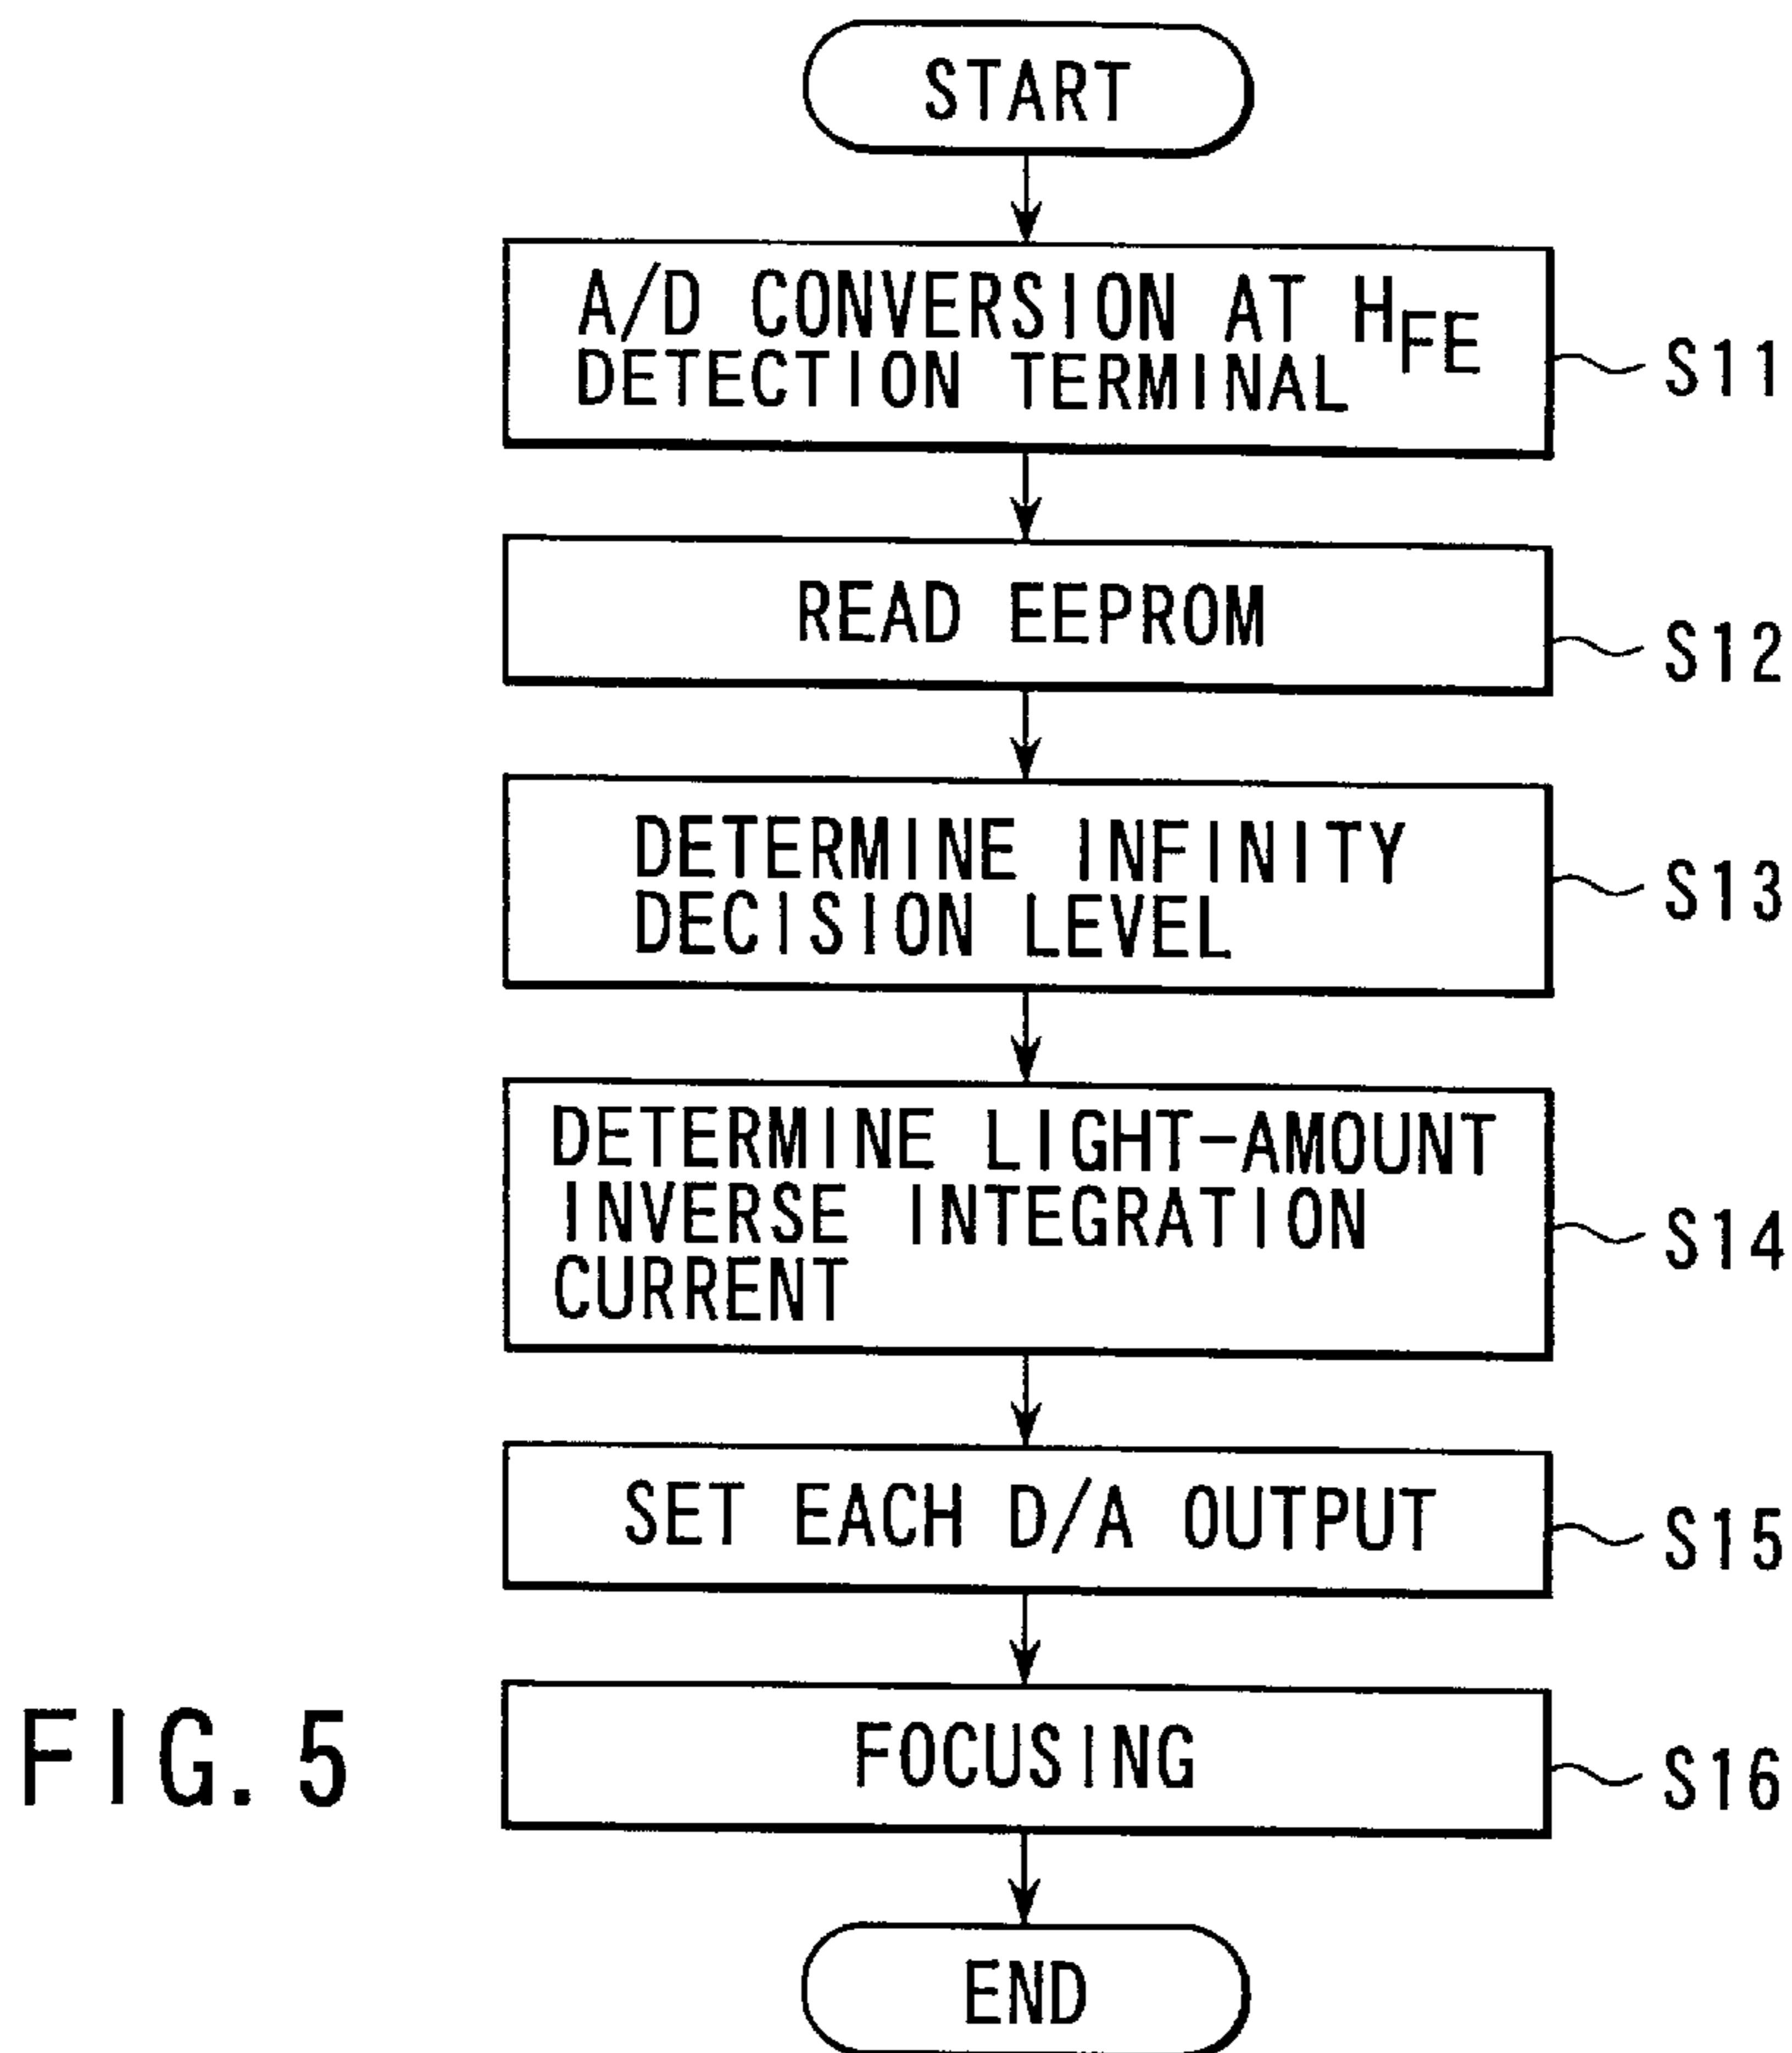 START
A/D CONVERSION AT HFE
DETECTION TERMINAL
S11
READ EEPROM
S12
DETERMINE INFINITY
DECISION LEVEL
S13
DETERMINE LIGHT-AMOUNT
INVERSE INTEGRATION
CURRENT
S14
SET EACH D/A OUTPUT
S15
FOCUSING
S16
END
FIG. 5